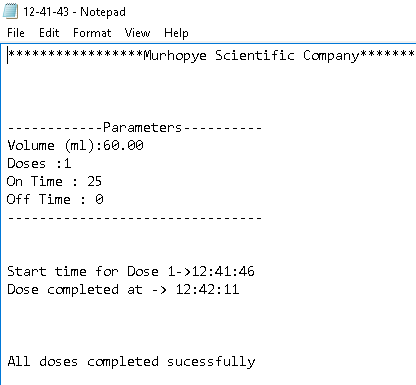 12-41-43 - Notepad
File Edit Format View Help
*****************Murhopye Scientific Company*******
------------Parameters----------
Volume (ml):60.00
Doses :1
On Time : 25
Off Time : 0
--------------------------------
Start time for Dose 1->12:41:46
Dose completed at -> 12:42:11
All doses completed sucessfully